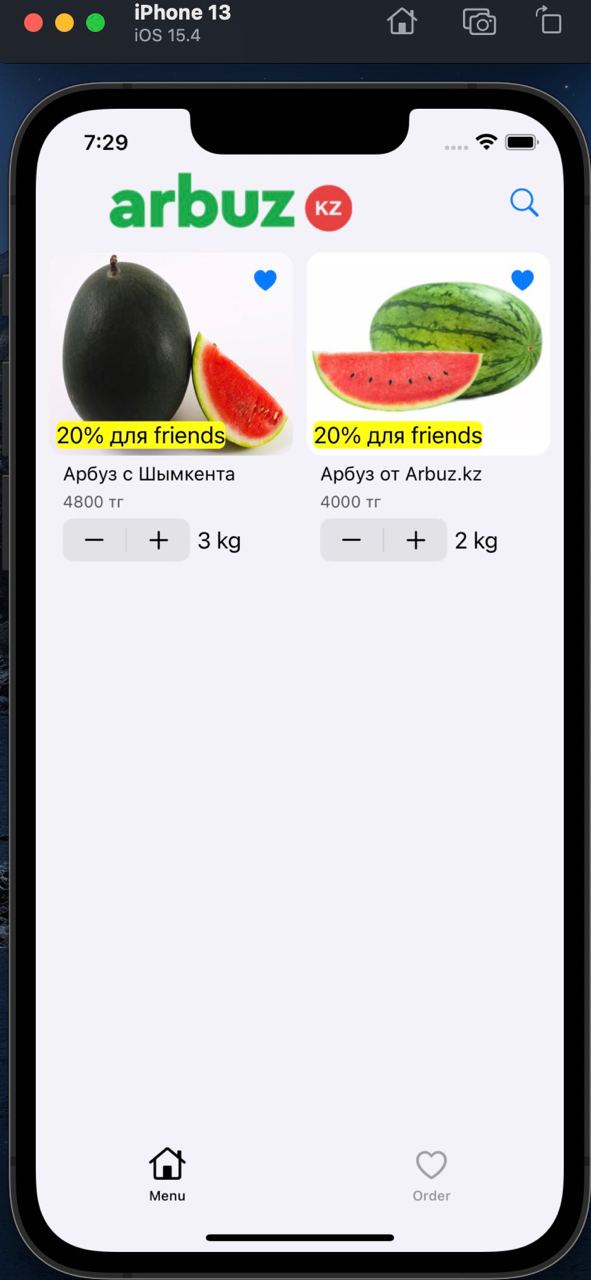 iPhone 13
iOS 15.4
7:29
arbuz KZ
20% для friends
20% для friends
Арбуз с Шымкента
Арбуз от Arbuz.kz
4800 тг
4000 тг
3 kg
2 kg
Menu
Order